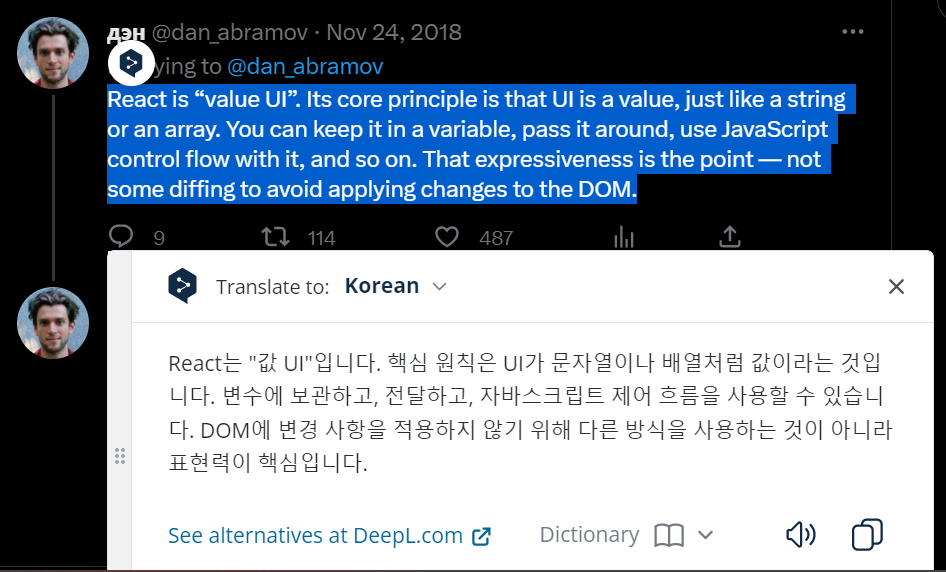 дэн @dan_abramov · Nov 24, 2018
ying to @dan_abramov
React is “value UI”. Its core principle is that UI is a value, just like a string
or an array. You can keep it in a variable, pass it around, use JavaScript
control flow with it, and so on. That expressiveness is the point — not
some diffing to avoid applying changes to the DOM.
9 114 487
Translate to: Korean
React는 "값 UI"입니다. 핵심 원칙은 UI가 문자열이나 배열처럼 값이라는 것입
니다. 변수에 보관하고, 전달하고, 자바스크립트 제어 흐름을 사용할 수 있습니
다. DOM에 변경 사항을 적용하지 않기 위해 다른 방식을 사용하는 것이 아니라
표현력이 핵심입니다.
See alternatives at DeepL.com Dictionary